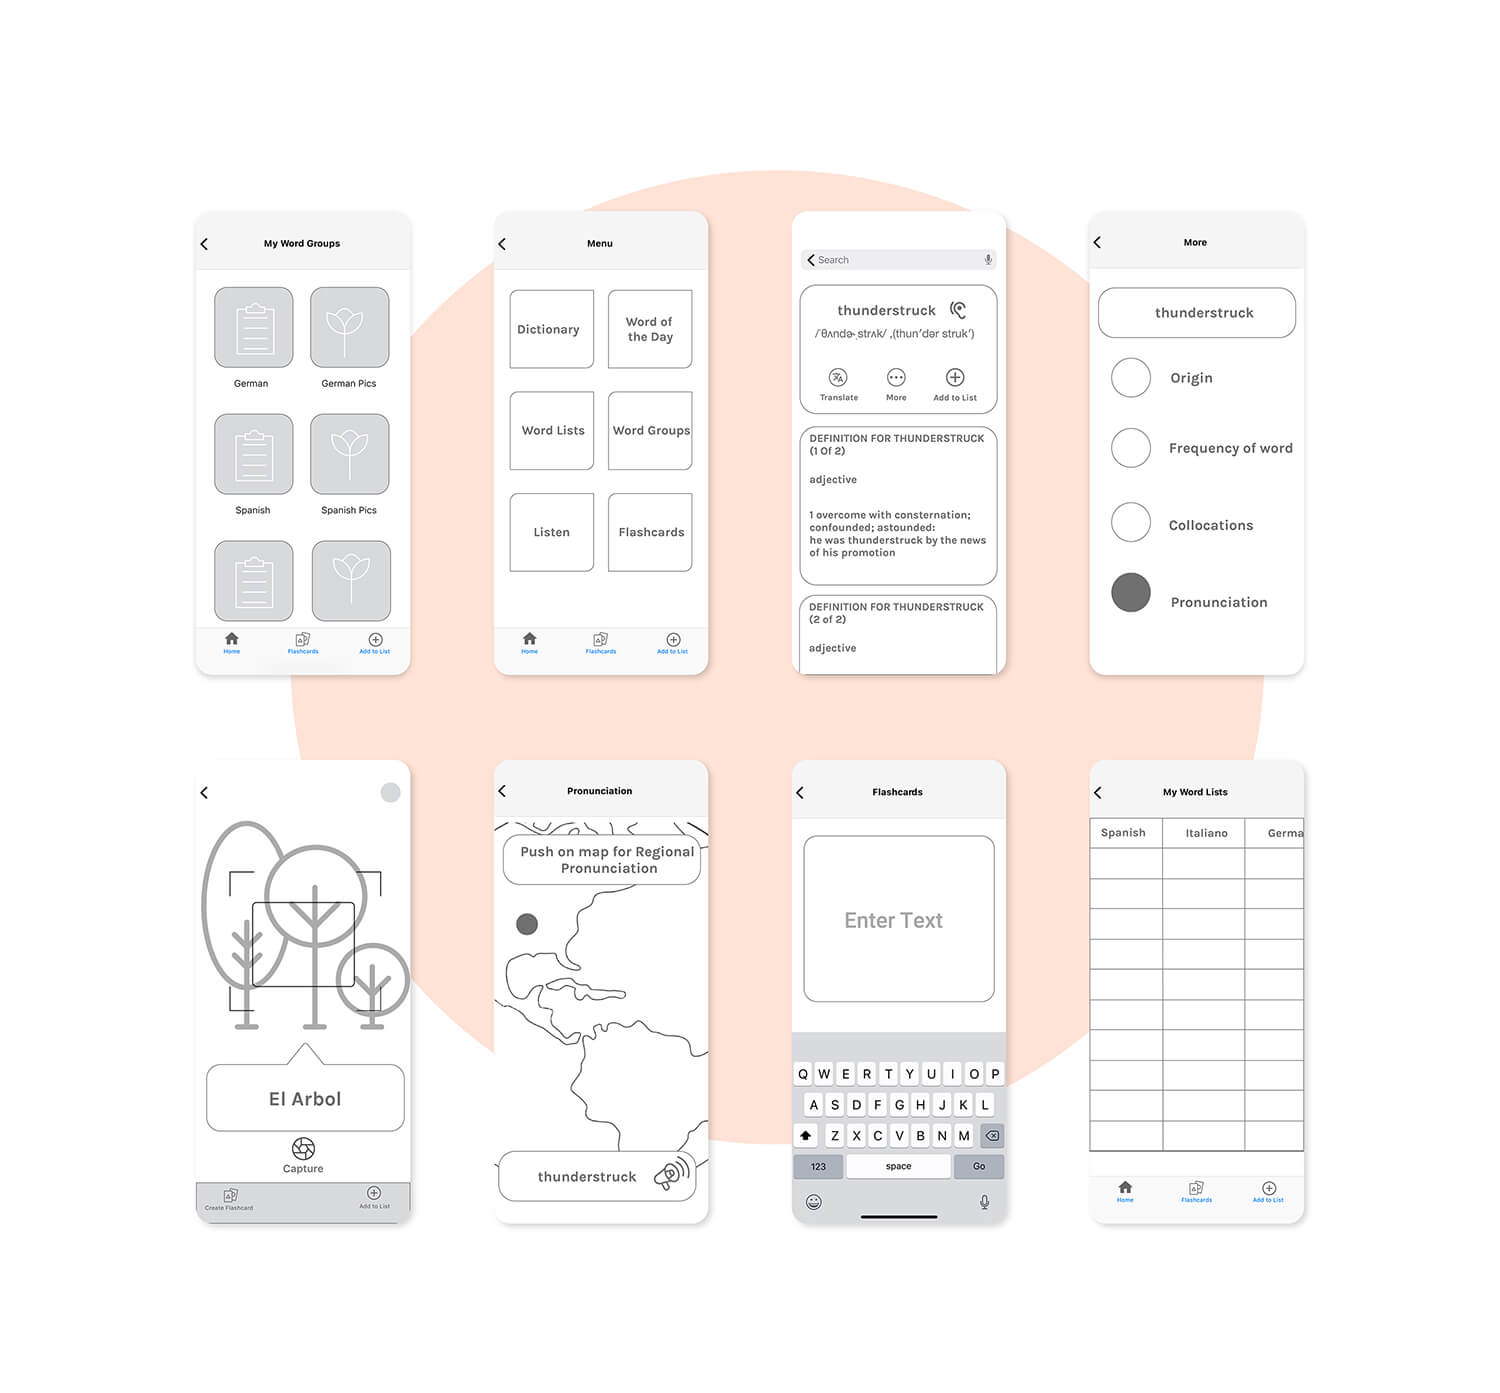 My Word Groups
German
German Pics
Spanish
Spanish Pics
Home
Flashcards
Add to List
Menu
Dictionary
Word of
the Day
Word Lists
Word Groups
Listen
Flashcards
Home
Flashcards
Add to List
Search
thunderstruck
/ˈθʌndəˌstrʌk/ ,(thunʼdər strukʼ)
Translate
More
Add to List
DEFINITION FOR THUNDERSTRUCK
(1 Of 2)
adjective
1 overcome with consternation;
confounded; astounded:
he was thunderstruck by the news
of his promotion
DEFINITION FOR THUNDERSTRUCK
(2 of 2)
adjective
More
thunderstruck
Origin
Frequency of word
Collocations
Pronunciation
El Arbol
Capture
Create Flashcard
Add to List
Pronunciation
Push on map for Regional
Pronunciation
thunderstruck
Flashcards
Enter Text
Q W E R T Y U I O P
A S D F G H J K L
Z X C V B N M
123 space Go
My Word Lists
Spanish Italiano Germa
Home
Flashcards
Add to List